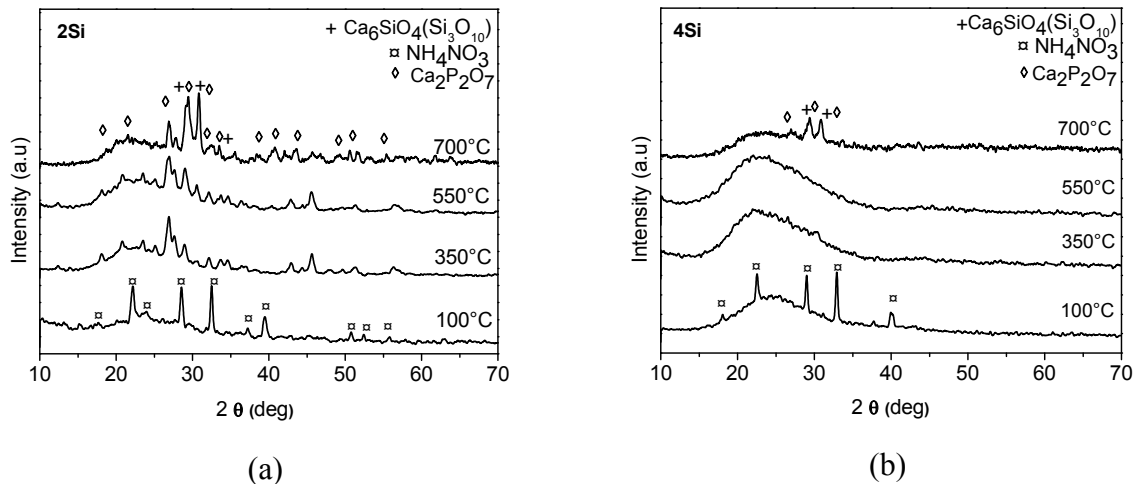 2Si
+ Ca6SiO4(Si3O10)
¤ NH4NO3
◊ Ca2P2O7
700°C
550°C
350°C
100°C
Intensity (a.u)
10 20 30 40 50 60 70
2 θ (deg)
(a)
4Si
+Ca6SiO4(Si3O10)
¤ NH4NO3
◊ Ca2P2O7
700°C
550°C
350°C
100°C
Intensity (a.u)
10 20 30 40 50 60 70
2 θ (deg)
(b)